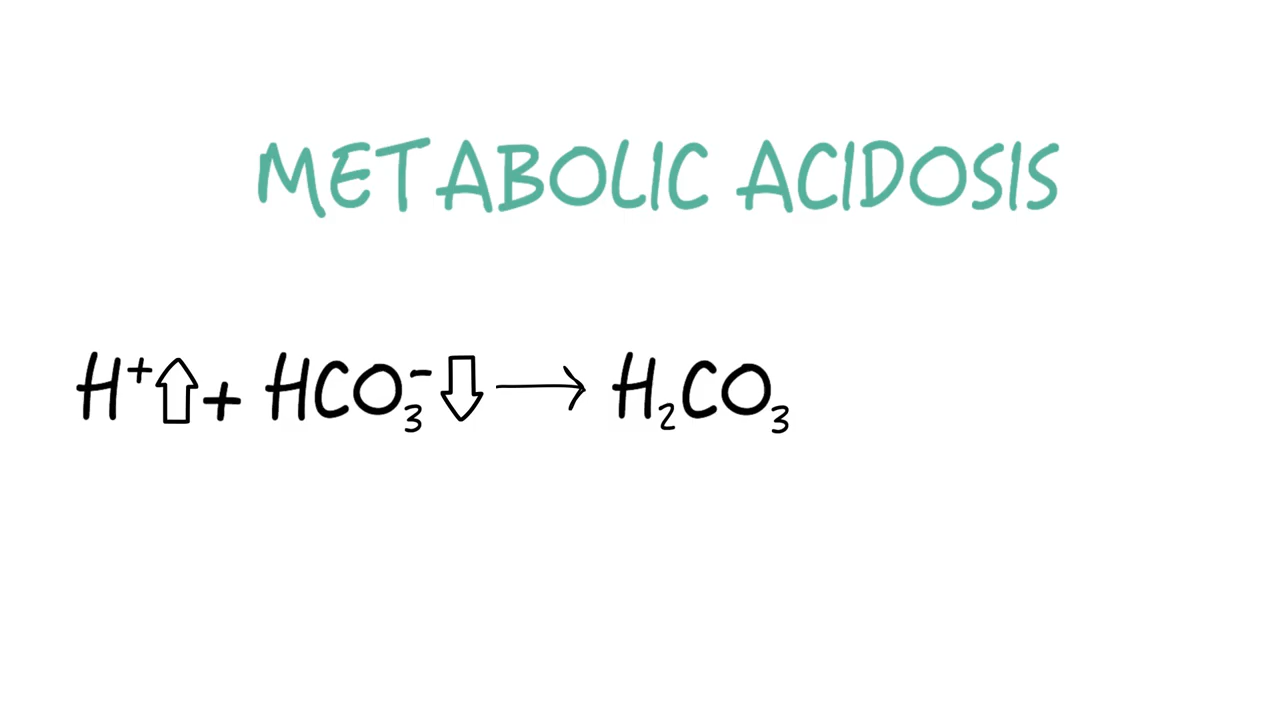 METABOLIC ACIDOSIS
H⁺⇧ + HCO₃⁻⇩ → H₂CO₃